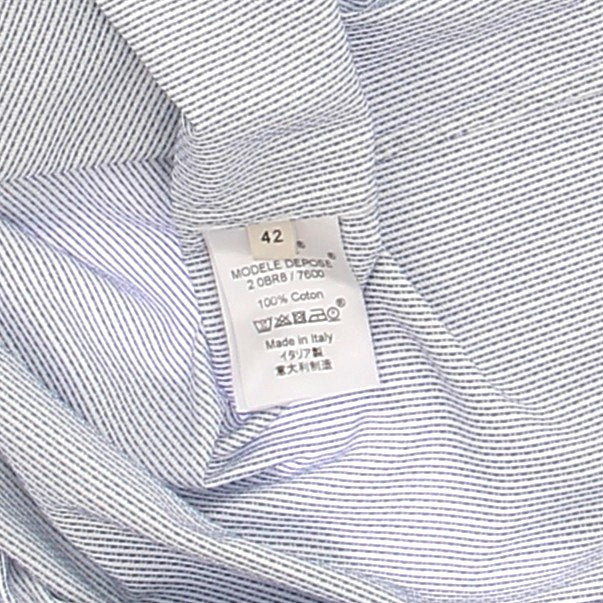 42
®
MODELE DEPOSE®
2 0BR8 / 7600
100% Coton
®
Made in Italy
イタリア製
意大利制造